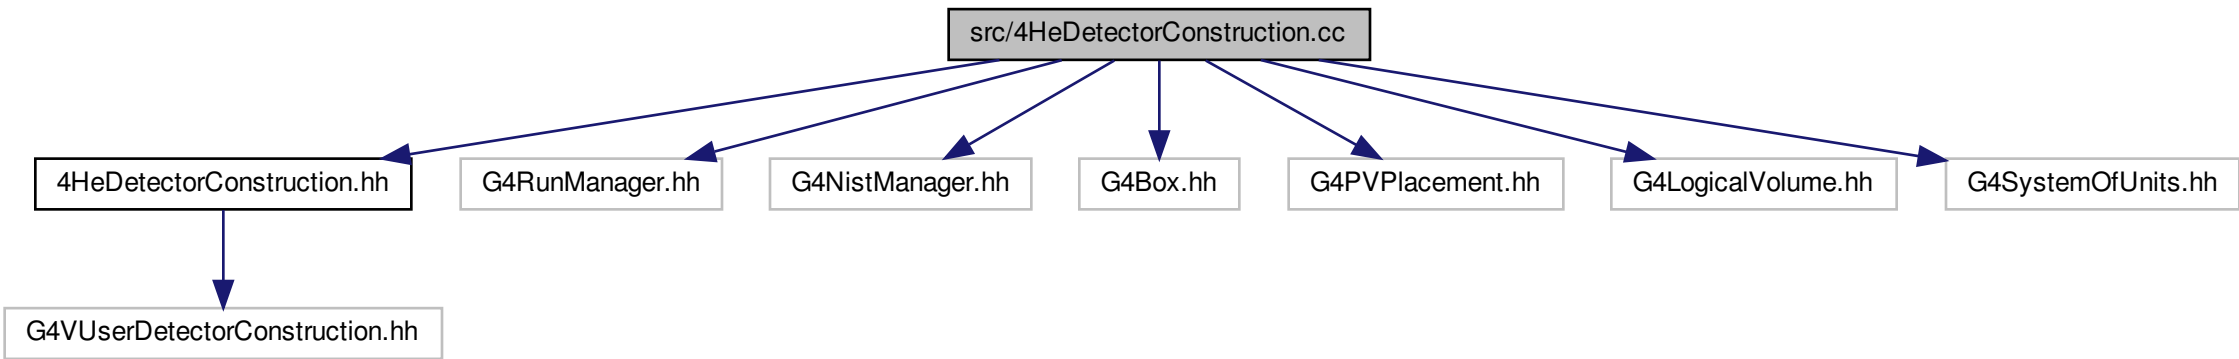 src/4HeDetectorConstruction.cc
4HeDetectorConstruction.hh
G4RunManager.hh
G4NistManager.hh
G4Box.hh
G4PVPlacement.hh
G4LogicalVolume.hh
G4SystemOfUnits.hh
G4VUserDetectorConstruction.hh